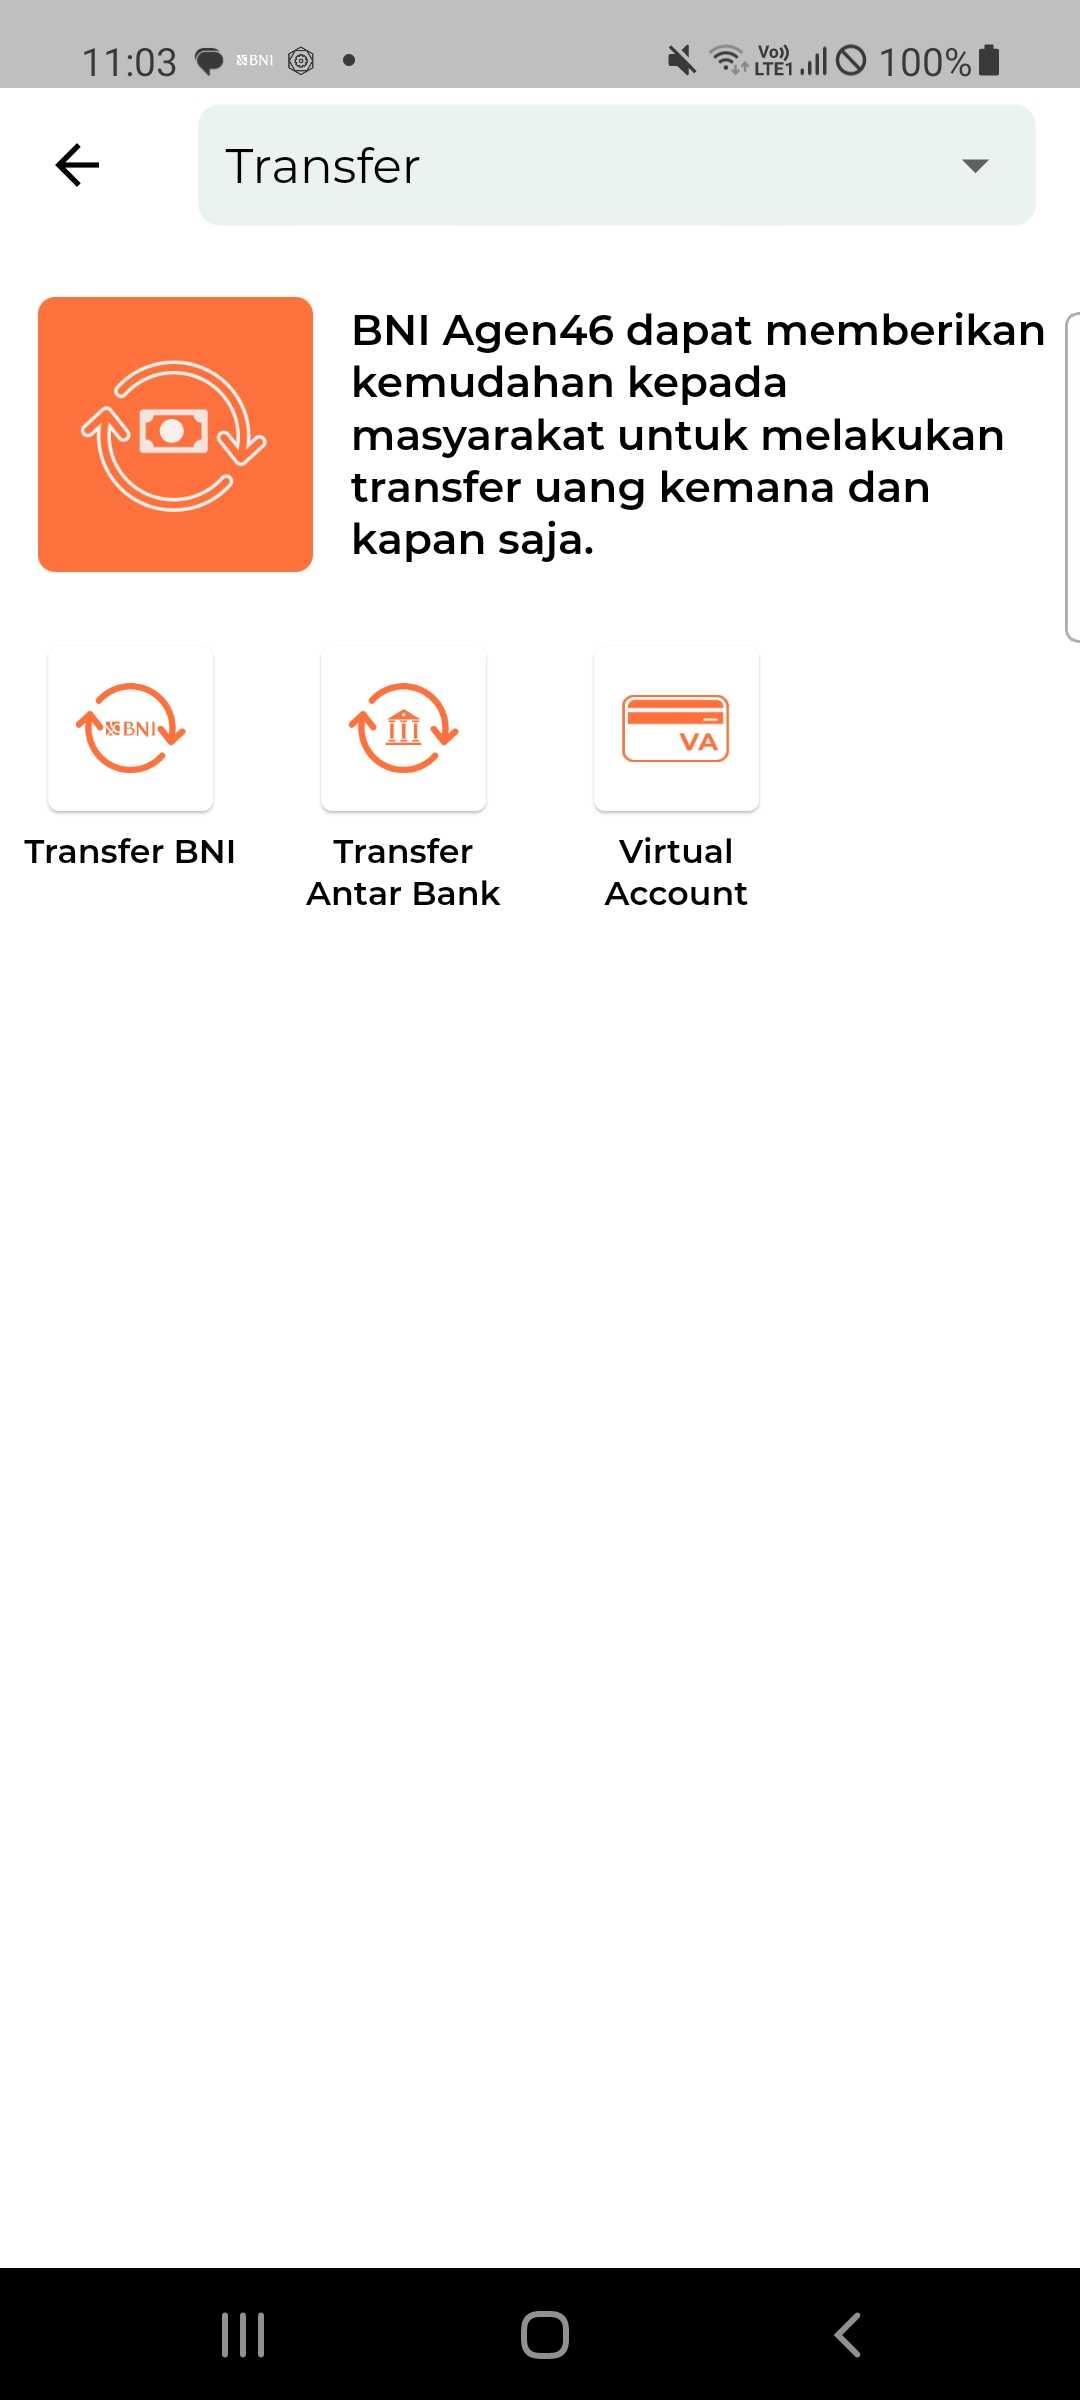 11:03 BNI Vo)) LTE1 100%
Transfer
BNI Agen46 dapat memberikan
kemudahan kepada
masyarakat untuk melakukan
transfer uang kemana dan
kapan saja.
BNI
VA
Transfer BNI
Transfer
Antar Bank
Virtual
Account